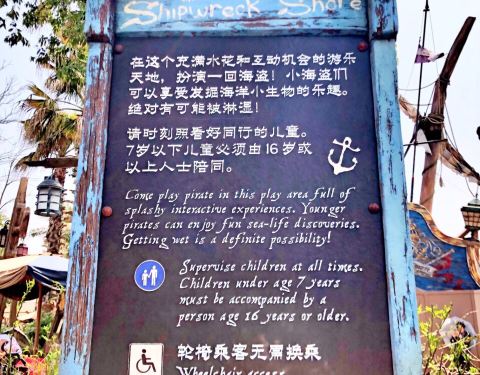 Shipwreck Shore
在这个充满水花和互动机会的游乐
天地，扮演一回海盗！小海盗们
可以享受发掘海洋小生物的乐趣。
绝对有可能被淋湿！
请时刻照看好同行的儿童。
7岁以下儿童必须由16岁或
以上人士陪同。
Come play pirate in this play area full of
splashy interactive experiences. Younger
pirates can enjoy fun sea-life discoveries.
Getting wet is a definite possibility!
Supervise children at all times.
Children under age 7 years
must be accompanied by a
person age 16 years or older.
轮椅乘客无需换乘
Wheelchair access